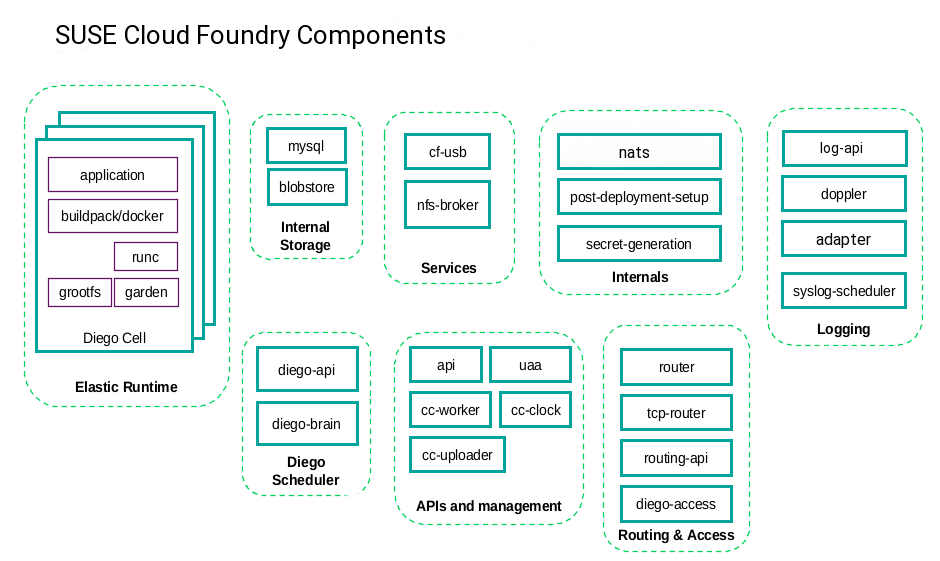 SUSE Cloud Foundry Components
application
buildpack/docker
runc
grootfs
garden
Diego Cell
Elastic Runtime
mysql
blobstore
Internal
Storage
cf-usb
nfs-broker
Services
nats
post-deployment-setup
secret-generation
Internals
log-api
doppler
adapter
syslog-scheduler
Logging
diego-api
diego-brain
Diego
Scheduler
api
uaa
cc-worker
cc-clock
cc-uploader
APIs and management
router
tcp-router
routing-api
diego-access
Routing & Access